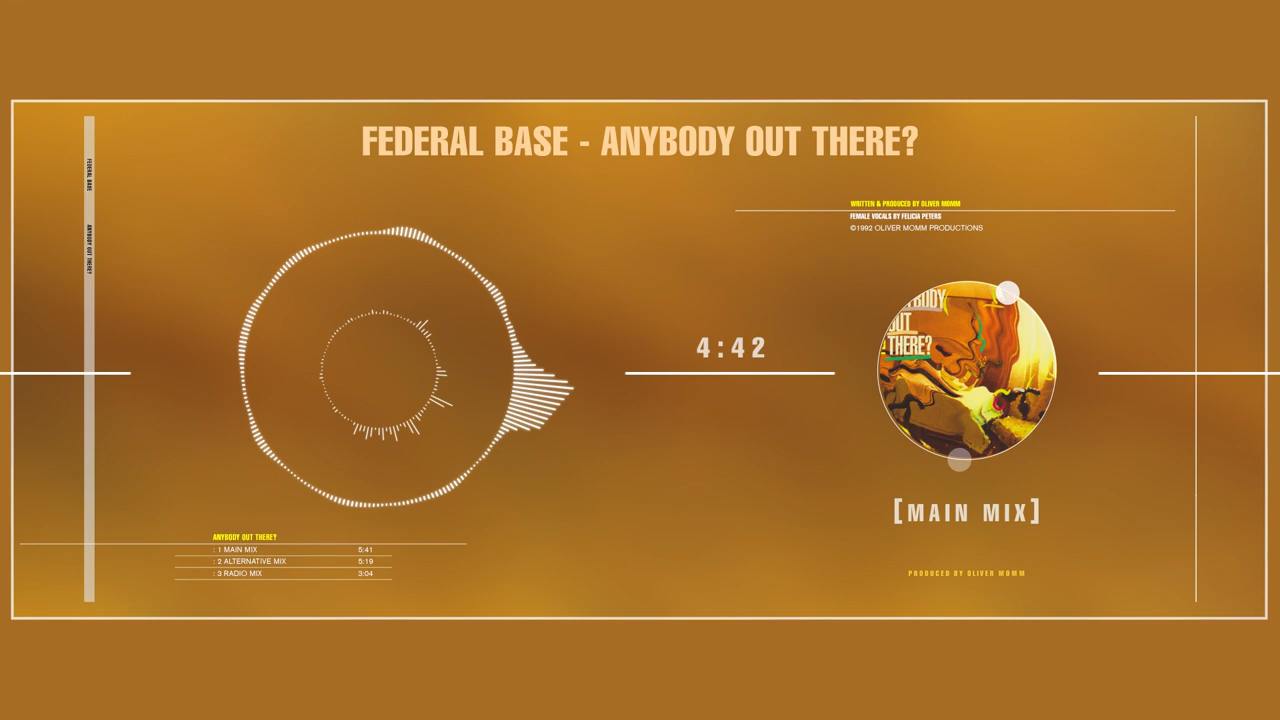 FEDERAL BASE - ANYBODY OUT THERE?
FEDERAL BASE
ANYBODY OUT THERE?
WRITTEN & PRODUCED BY OLIVER MOMM
FEMALE VOCALS BY FELICIA PETERS
©1992 OLIVER MOMM PRODUCTIONS
4:42
OUT
THERE?
[MAIN MIX]
PRODUCED BY OLIVER MOMM
ANYBODY OUT THERE?
: 1 MAIN MIX 5:41
: 2 ALTERNATIVE MIX 5:19
: 3 RADIO MIX 3:04